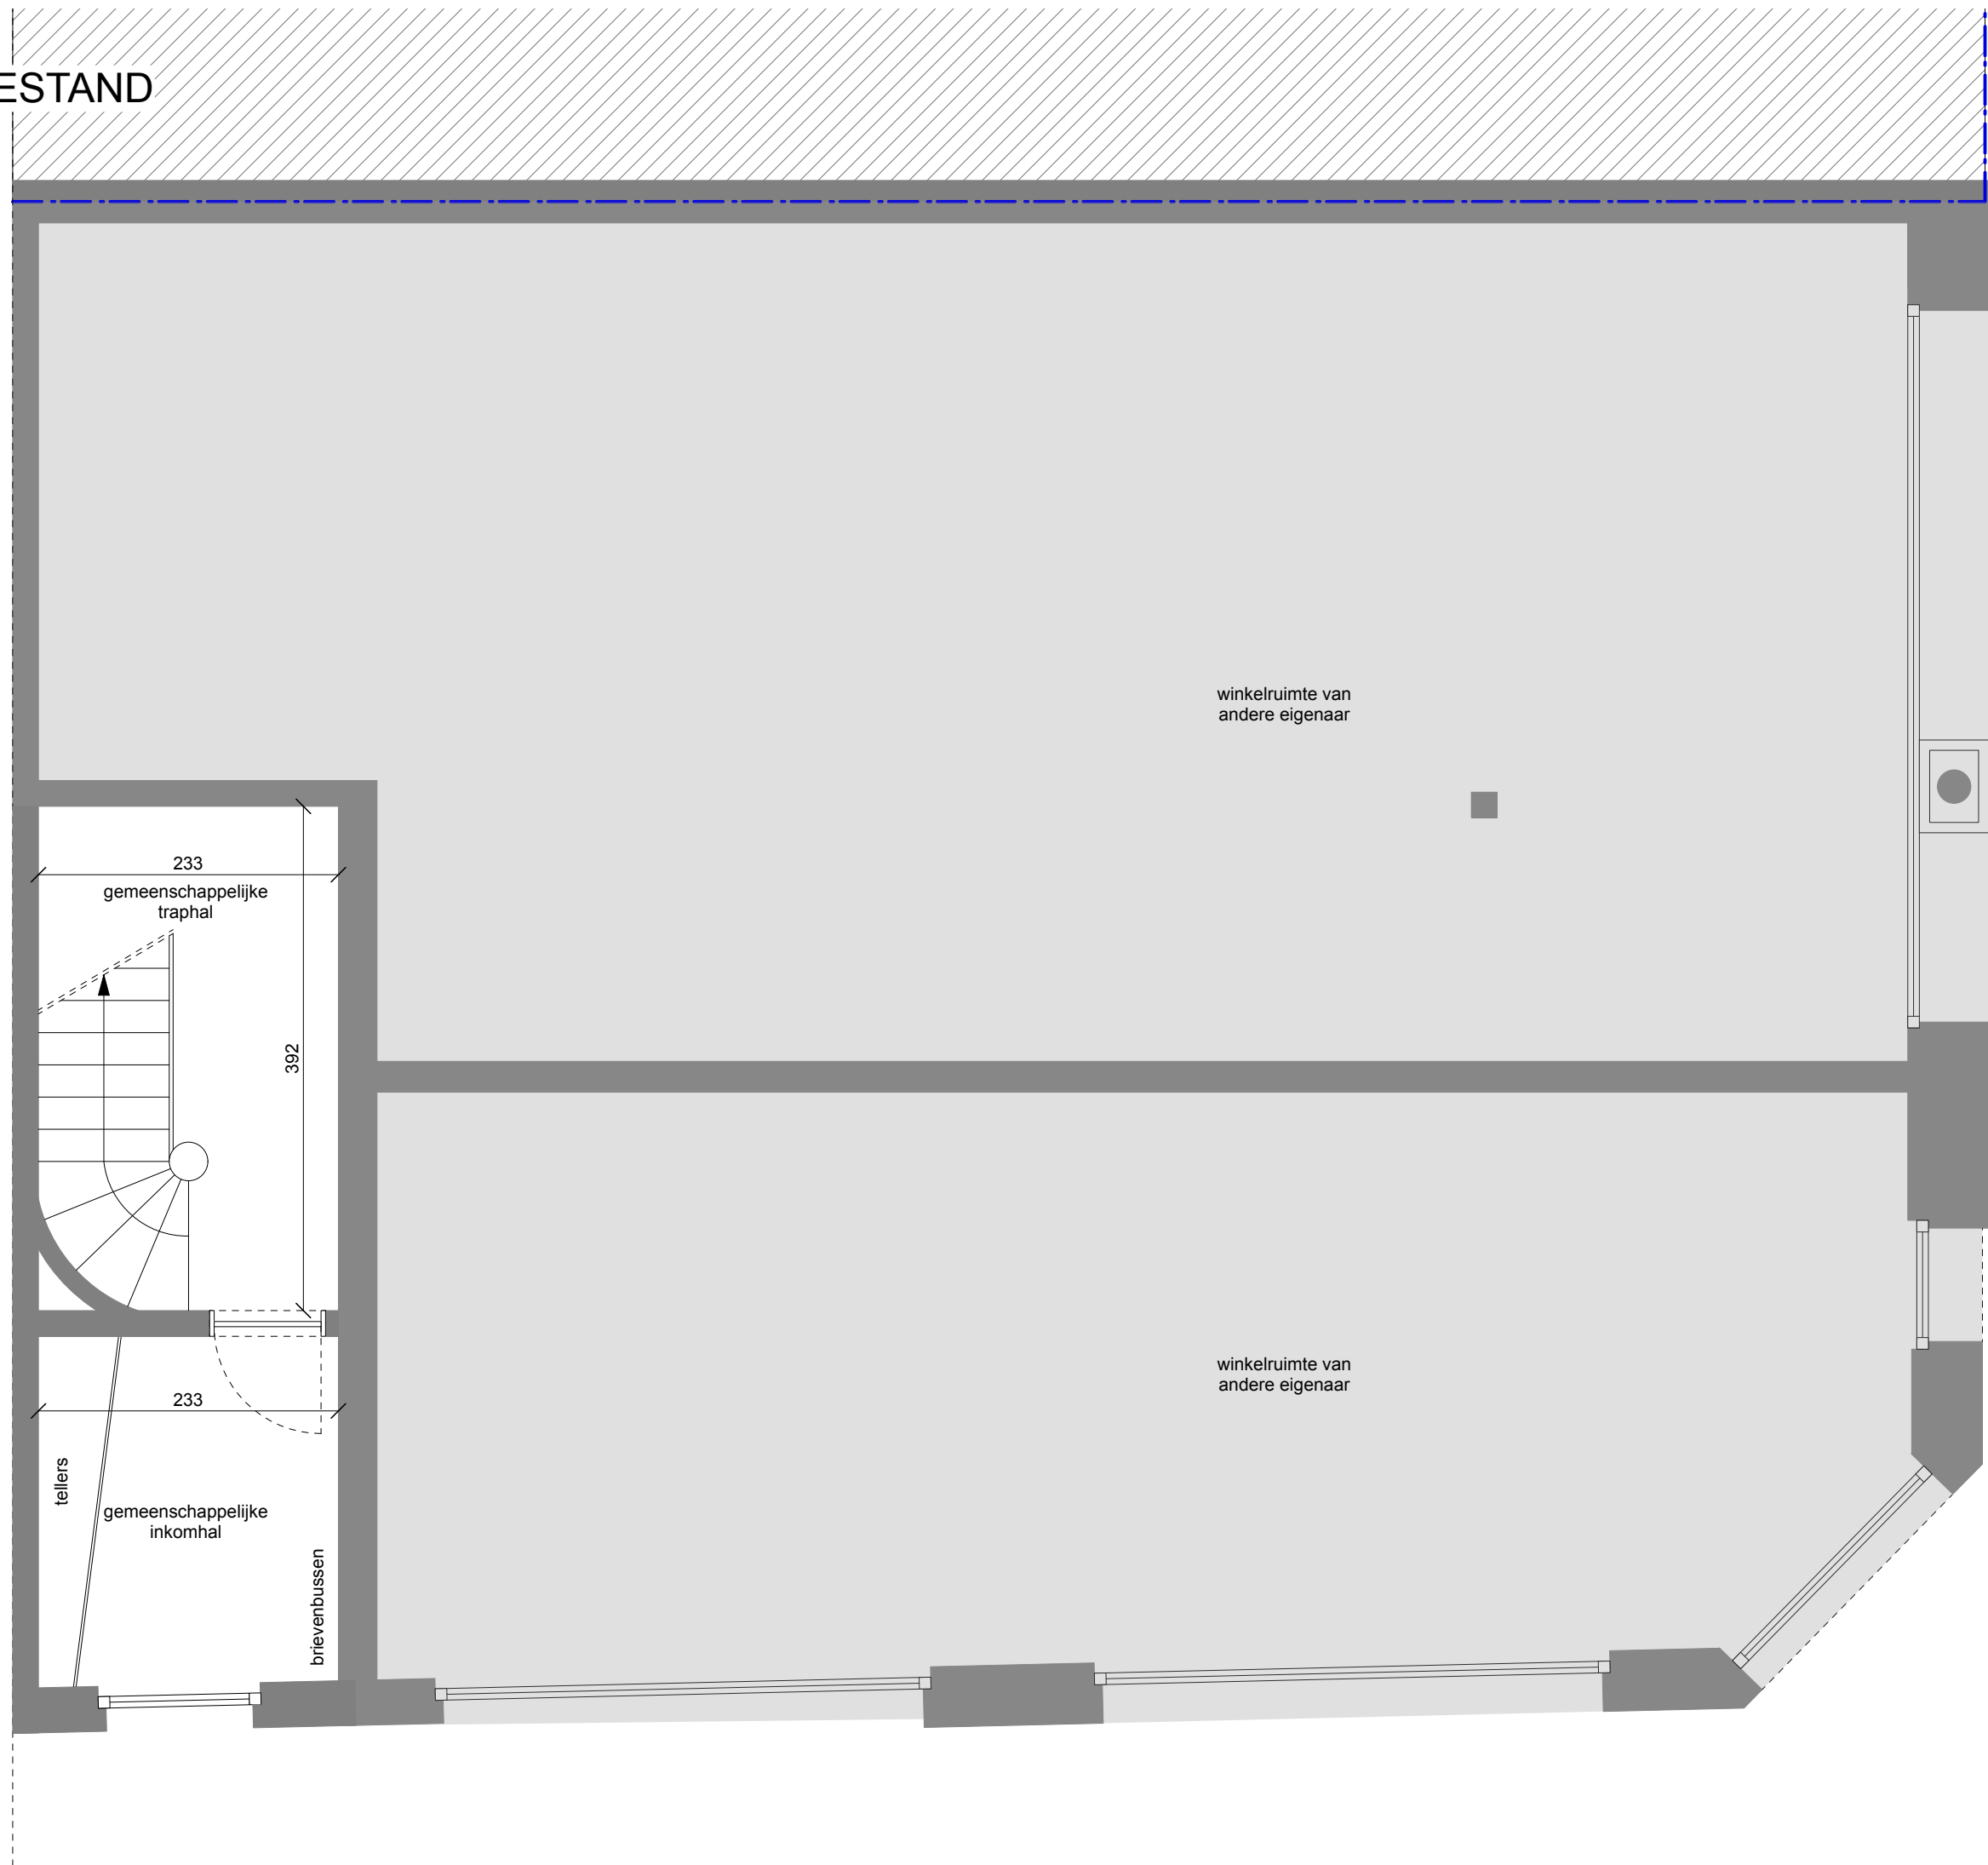 ESTAND
winkelruimte van
andere eigenaar
233
gemeenschappelijke
traphal
392
winkelruimte van
andere eigenaar
233
tellers
gemeenschappelijke
inkomhal
brievenbussen